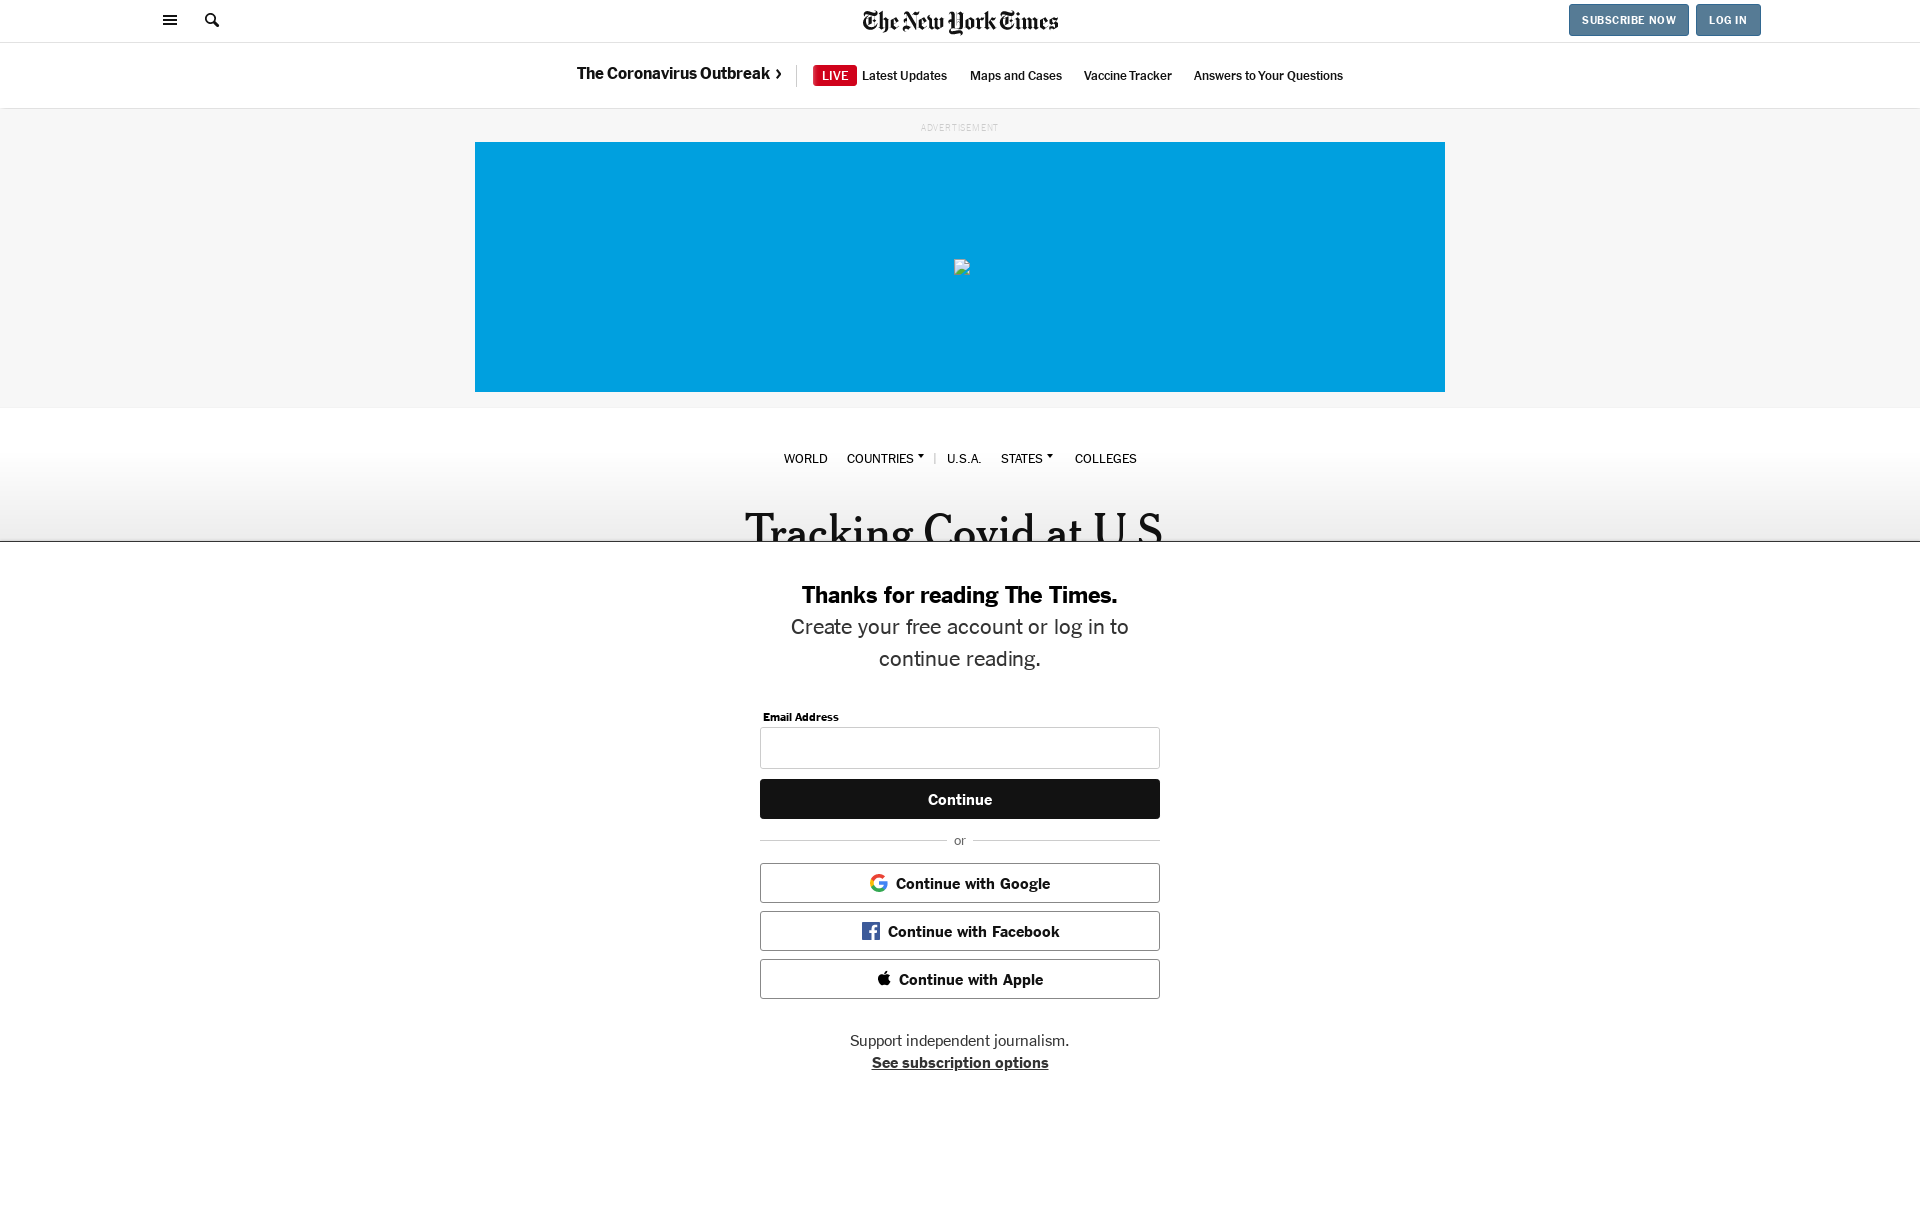 The New York Times
SUBSCRIBE NOW
LOG IN
The Coronavirus Outbreak ›
LIVE Latest Updates
Maps and Cases
Vaccine Tracker
Answers to Your Questions
ADVERTISEMENT
WORLD COUNTRIES | U.S.A. STATES COLLEGES
Tracking Covid at U.S.
Thanks for reading The Times.
Create your free account or log in to
continue reading.
Email Address
Continue
or
Continue with Google
Continue with Facebook
Continue with Apple
Support independent journalism.
See subscription options